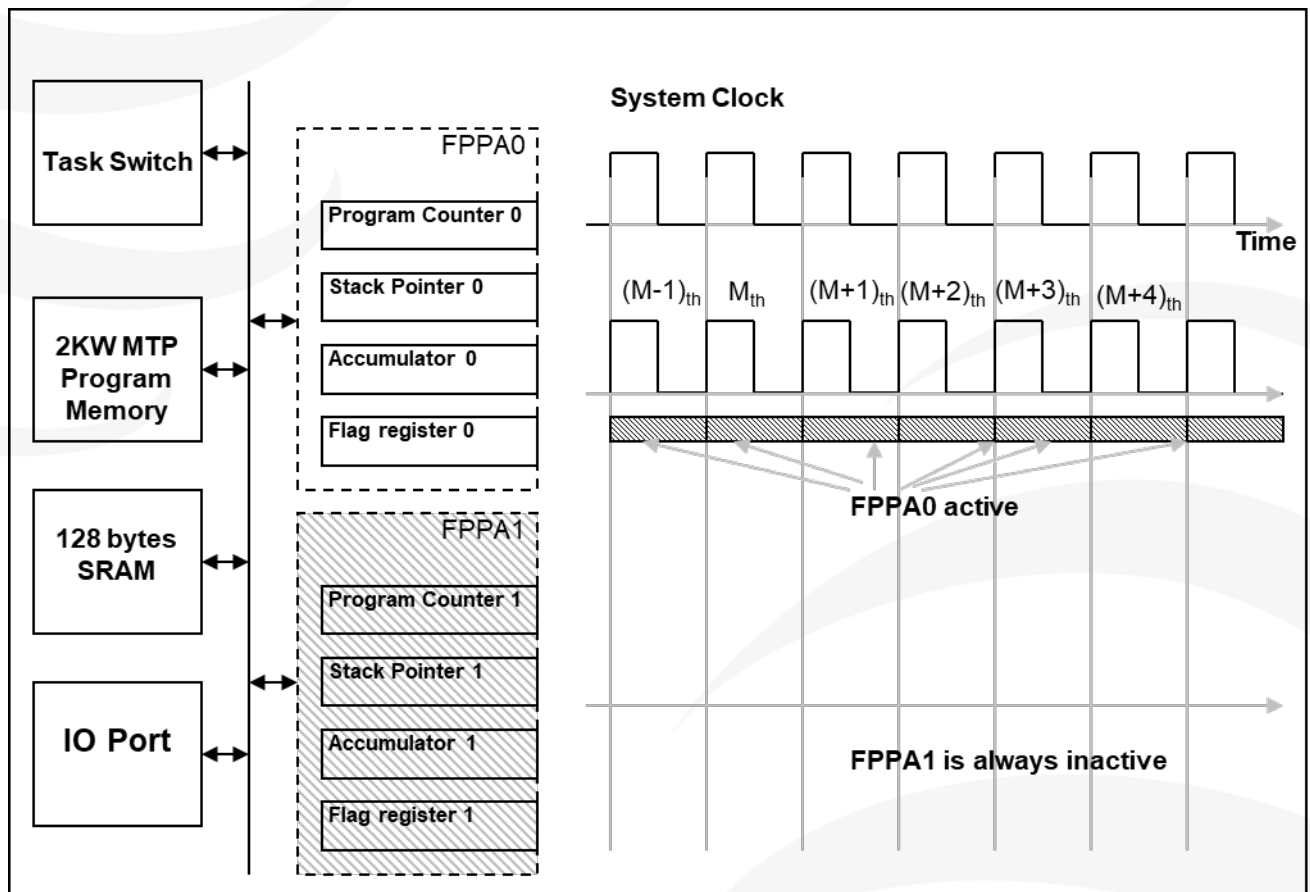 Task Switch
2KW MTP
Program
Memory
128 bytes
SRAM
IO Port
FPPA0
Program Counter 0
Stack Pointer 0
Accumulator 0
Flag register 0
FPPA1
Program Counter 1
Stack Pointer 1
Accumulator 1
Flag register 1
System Clock
Time
(M-1)th Mth (M+1)th (M+2)th (M+3)th (M+4)th
FPPA0 active
FPPA1 is always inactive